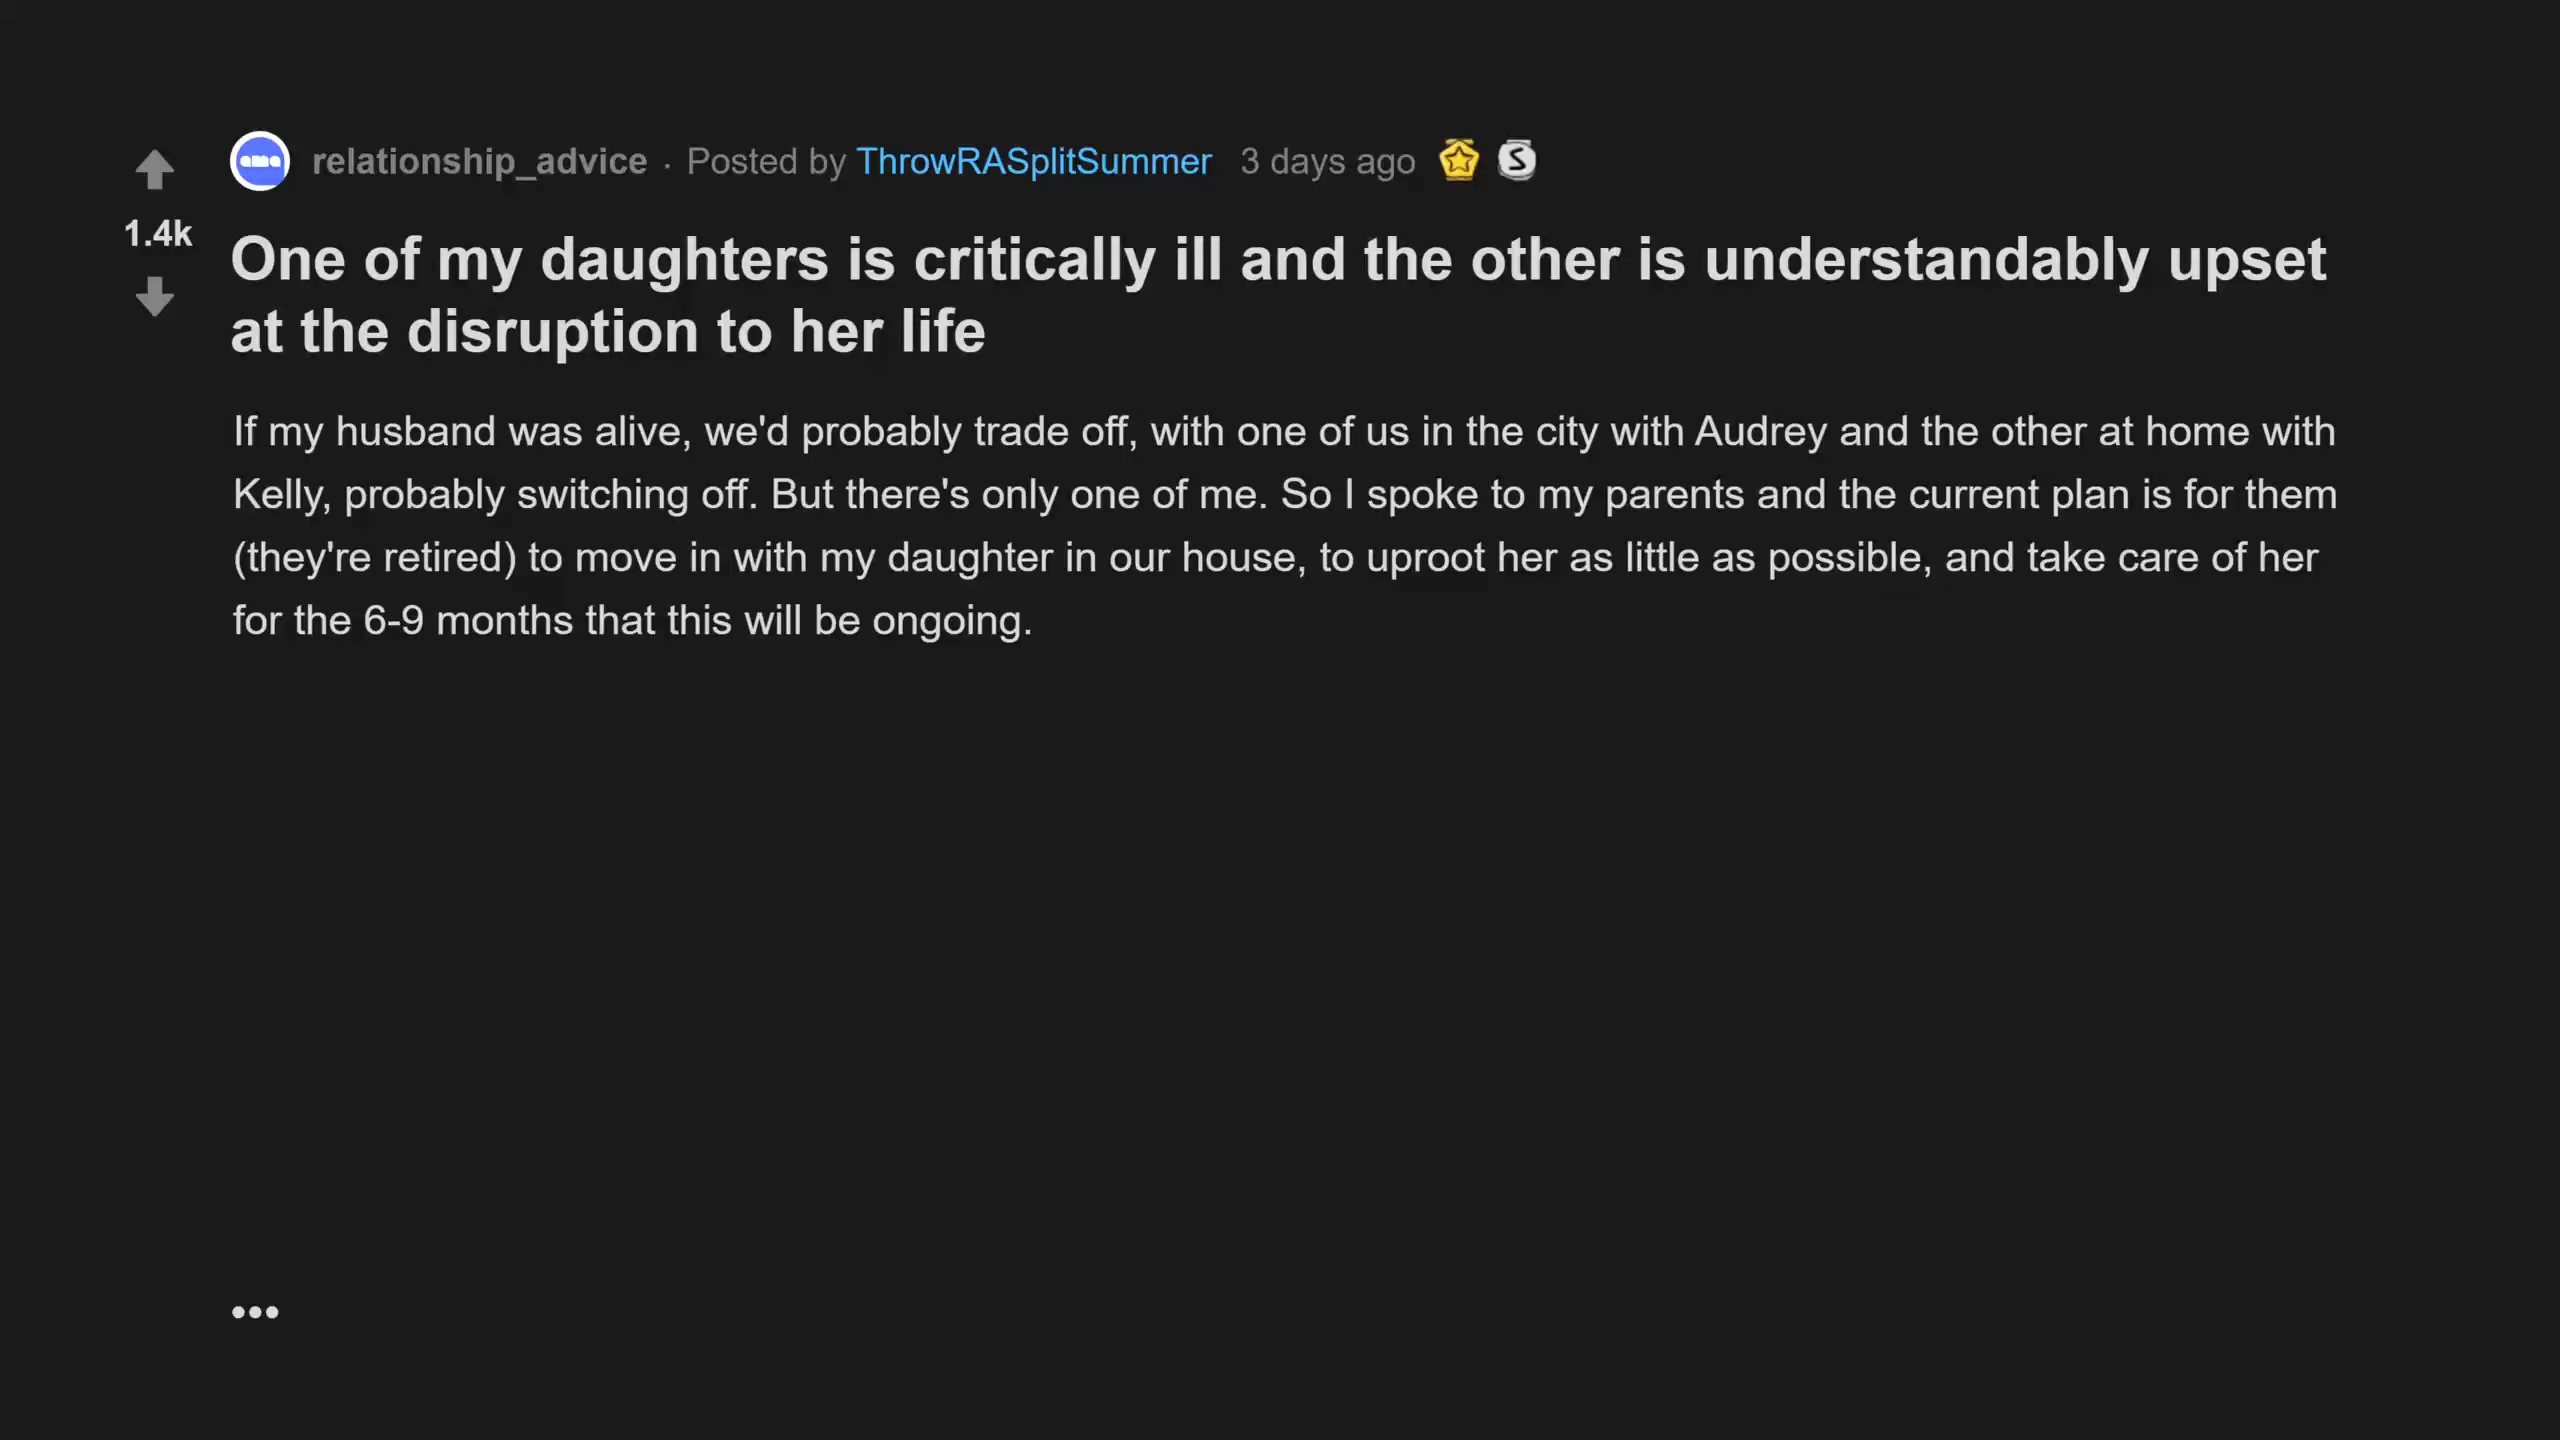 relationship_advice · Posted by ThrowRASplitSummer 3 days ago
1.4k
One of my daughters is critically ill and the other is understandably upset
at the disruption to her life
If my husband was alive, we'd probably trade off, with one of us in the city with Audrey and the other at home with
Kelly, probably switching off. But there's only one of me. So I spoke to my parents and the current plan is for them
(they're retired) to move in with my daughter in our house, to uproot her as little as possible, and take care of her
for the 6-9 months that this will be ongoing.